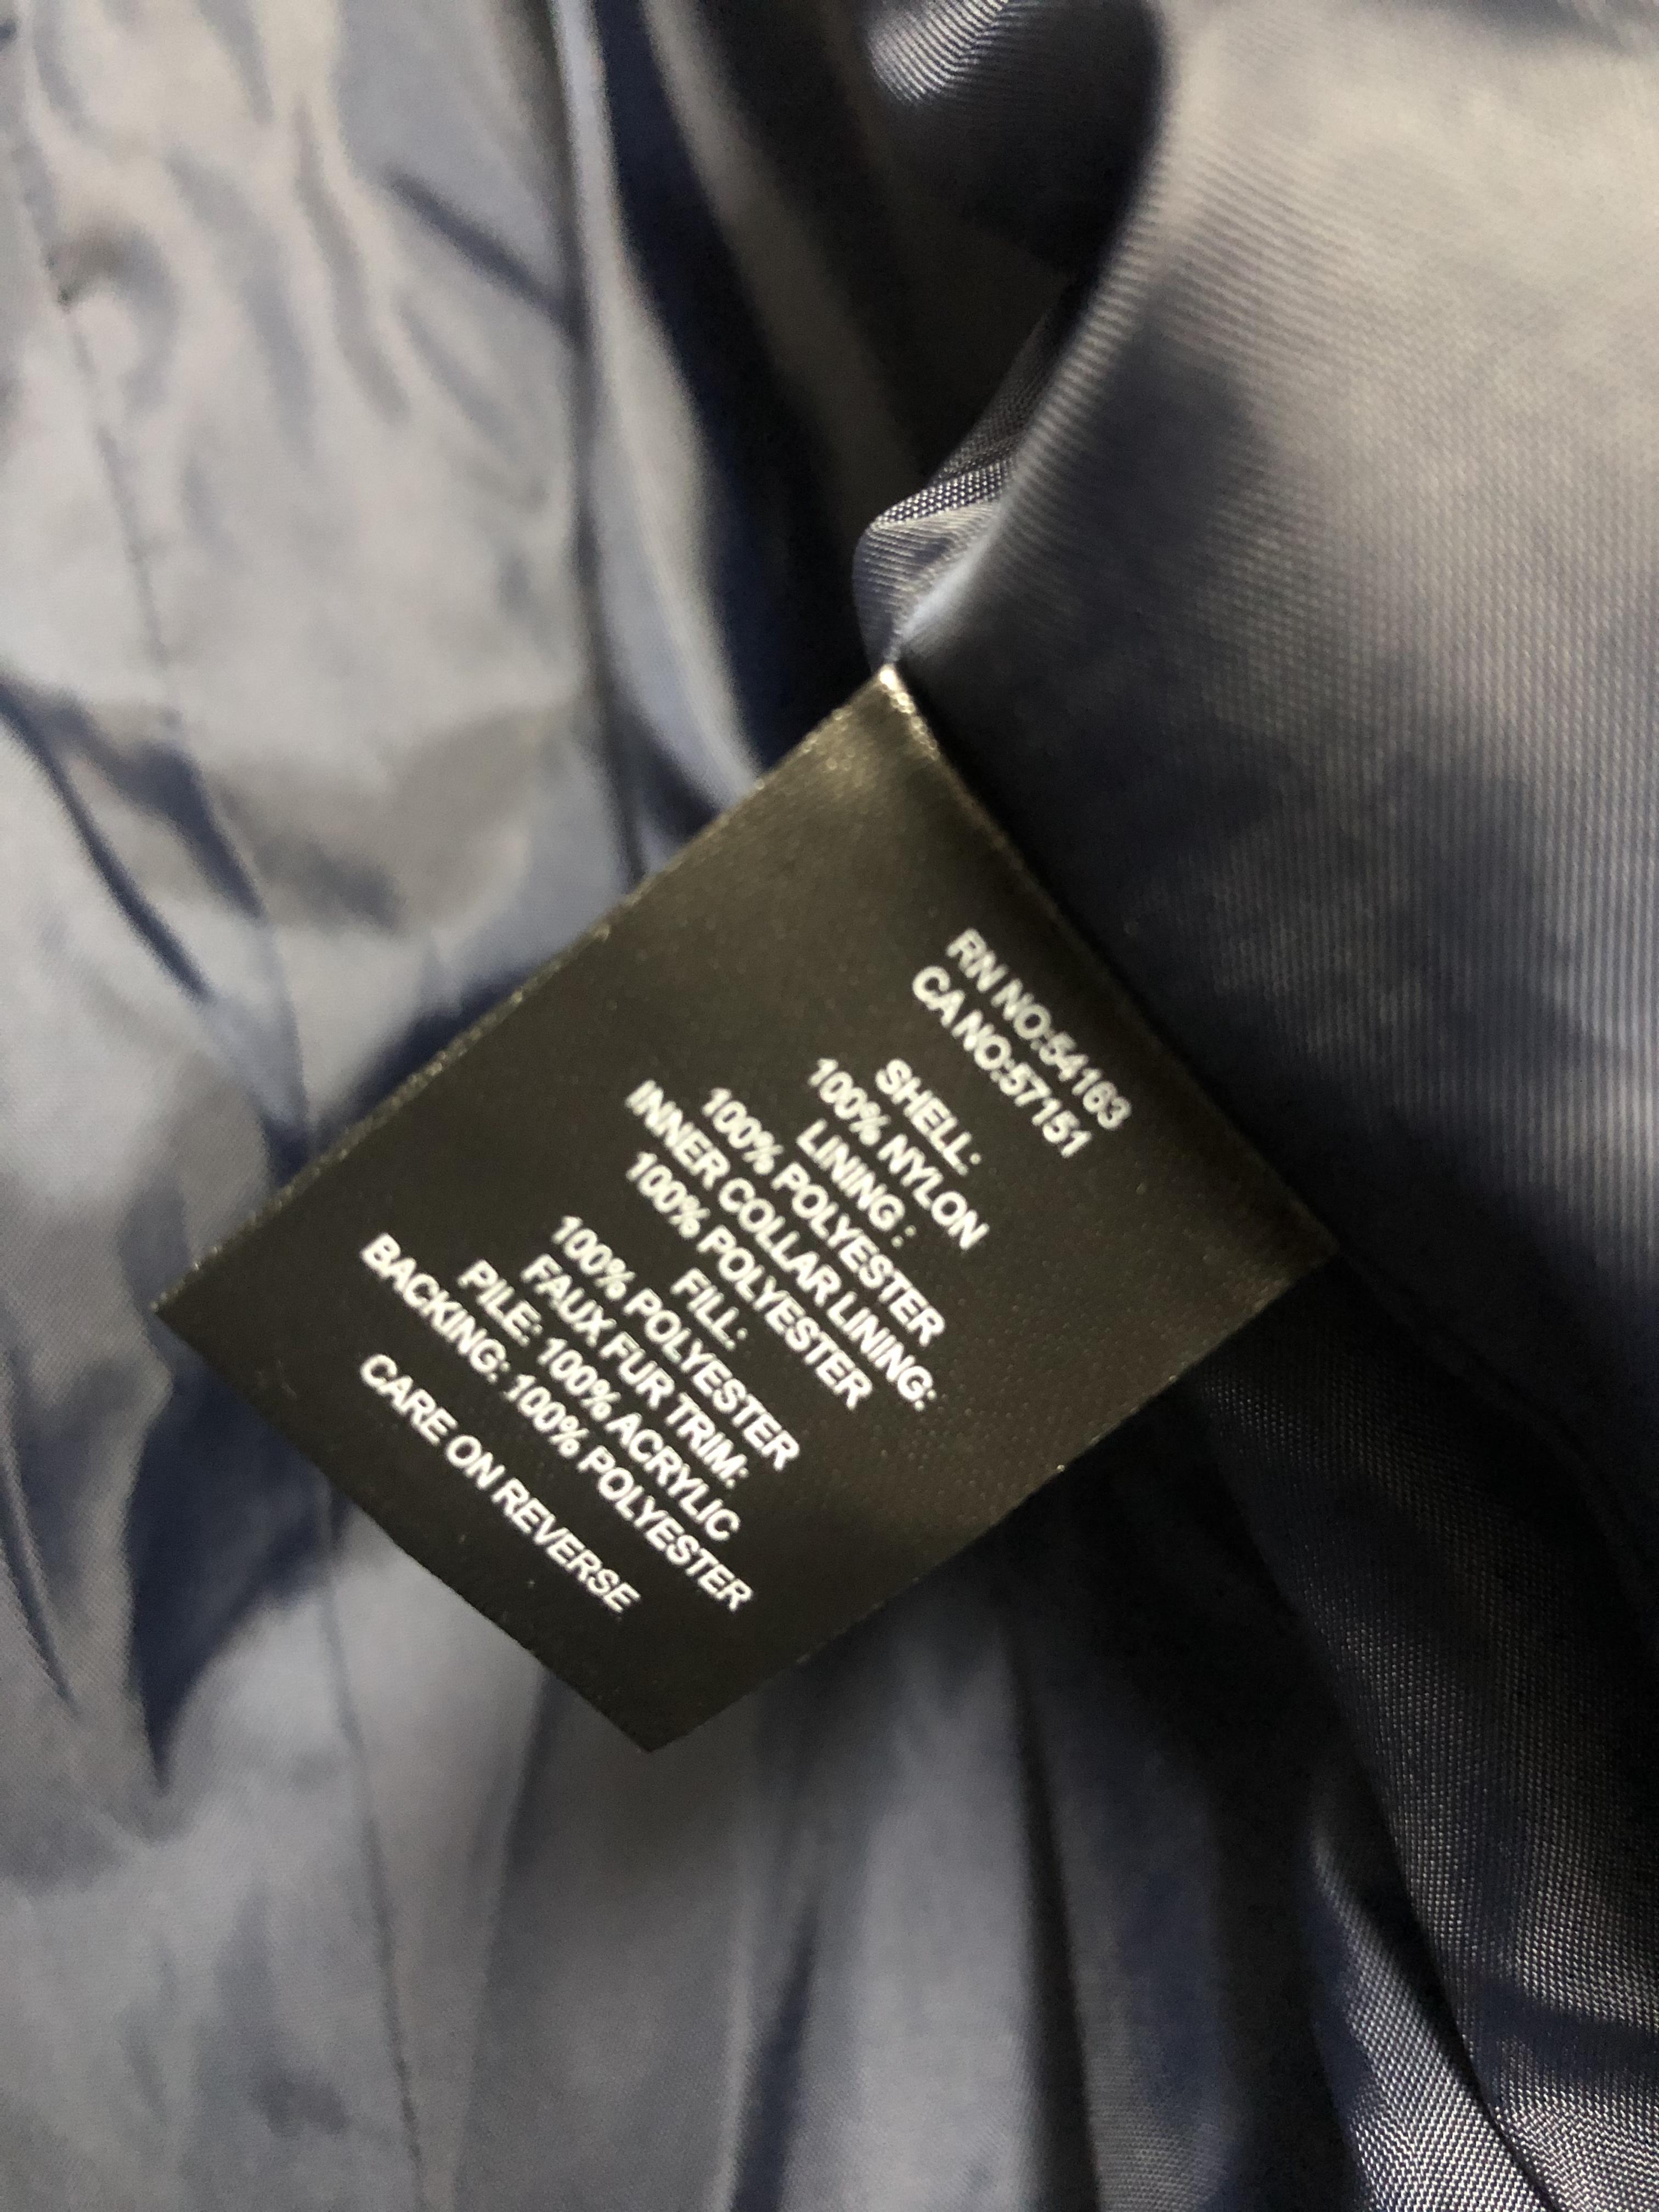 RN NO:54163
CA NO:57151
SHELL:
100% NYLON
LINING :
100% POLYESTER
INNER COLLAR LINING:
100% POLYESTER
FILL:
100% POLYESTER
FAUX FUR TRIM:
PILE: 100% ACRYLIC
BACKING: 100% POLYESTER
CARE ON REVERSE